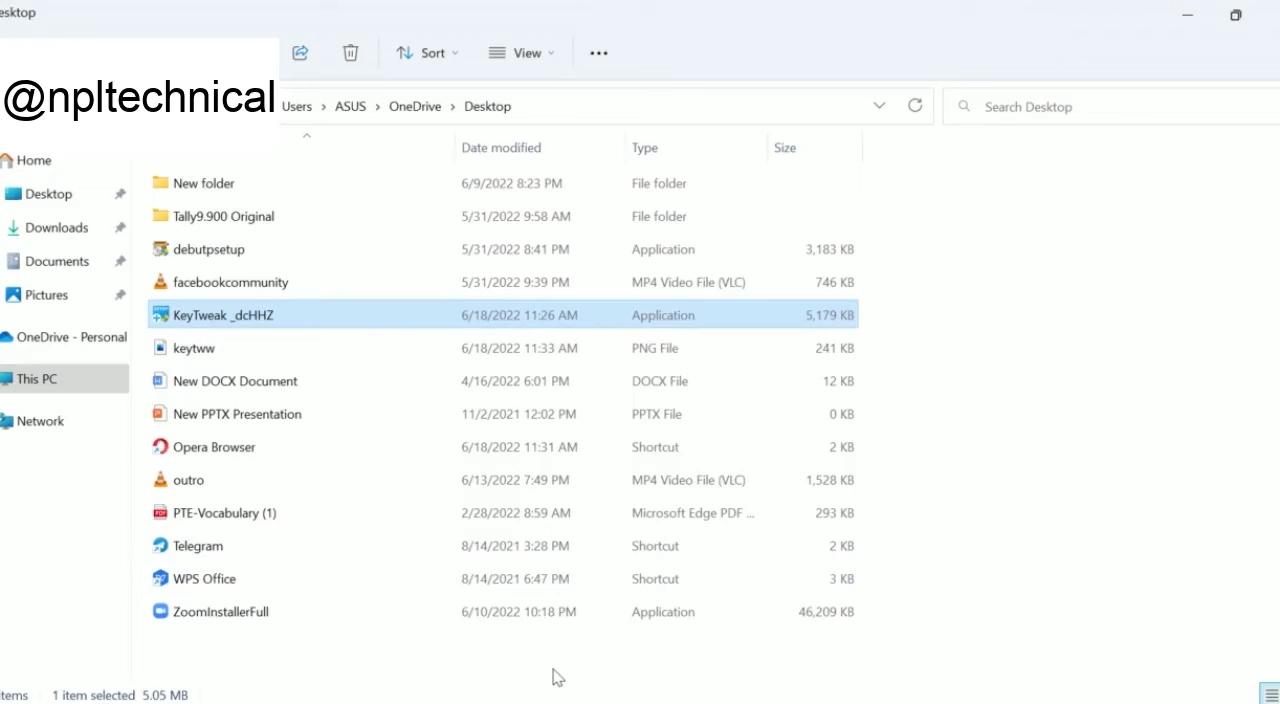 esktop
Sort
View
@npltechnical
Users > ASUS > OneDrive > Desktop
Search Desktop
Date modified
Type
Size
Home
Desktop
Downloads
Documents
Pictures
OneDrive - Personal
This PC
Network
New folder 6/9/2022 8:23 PM File folder
Tally9.900 Original 5/31/2022 9:58 AM File folder
debutpsetup 5/31/2022 8:41 PM Application 3,183 KB
facebookcommunity 5/31/2022 9:39 PM MP4 Video File (VLC) 746 KB
KeyTweak _dcHHZ 6/18/2022 11:26 AM Application 5,179 KB
keytww 6/18/2022 11:33 AM PNG File 241 KB
New DOCX Document 4/16/2022 6:01 PM DOCX File 12 KB
New PPTX Presentation 11/2/2021 12:02 PM PPTX File 0 KB
Opera Browser 6/18/2022 11:31 AM Shortcut 2 KB
outro 6/13/2022 7:49 PM MP4 Video File (VLC) 1,528 KB
PTE-Vocabulary (1) 2/28/2022 8:59 AM Microsoft Edge PDF ... 293 KB
Telegram 8/14/2021 3:28 PM Shortcut 2 KB
WPS Office 8/14/2021 6:47 PM Shortcut 3 KB
ZoomInstallerFull 6/10/2022 10:18 PM Application 46,209 KB
items 1 item selected 5.05 MB